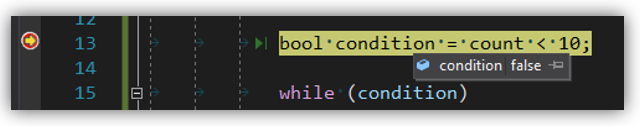 12
13 bool condition = count < 10;
condition false
14
15 while (condition)